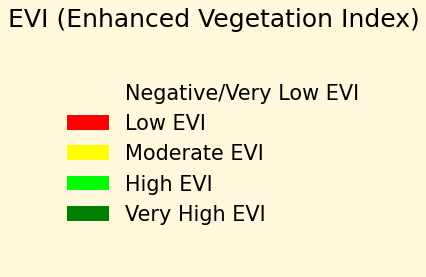 EVI (Enhanced Vegetation Index)
Negative/Very Low EVI
Low EVI
Moderate EVI
High EVI
Very High EVI